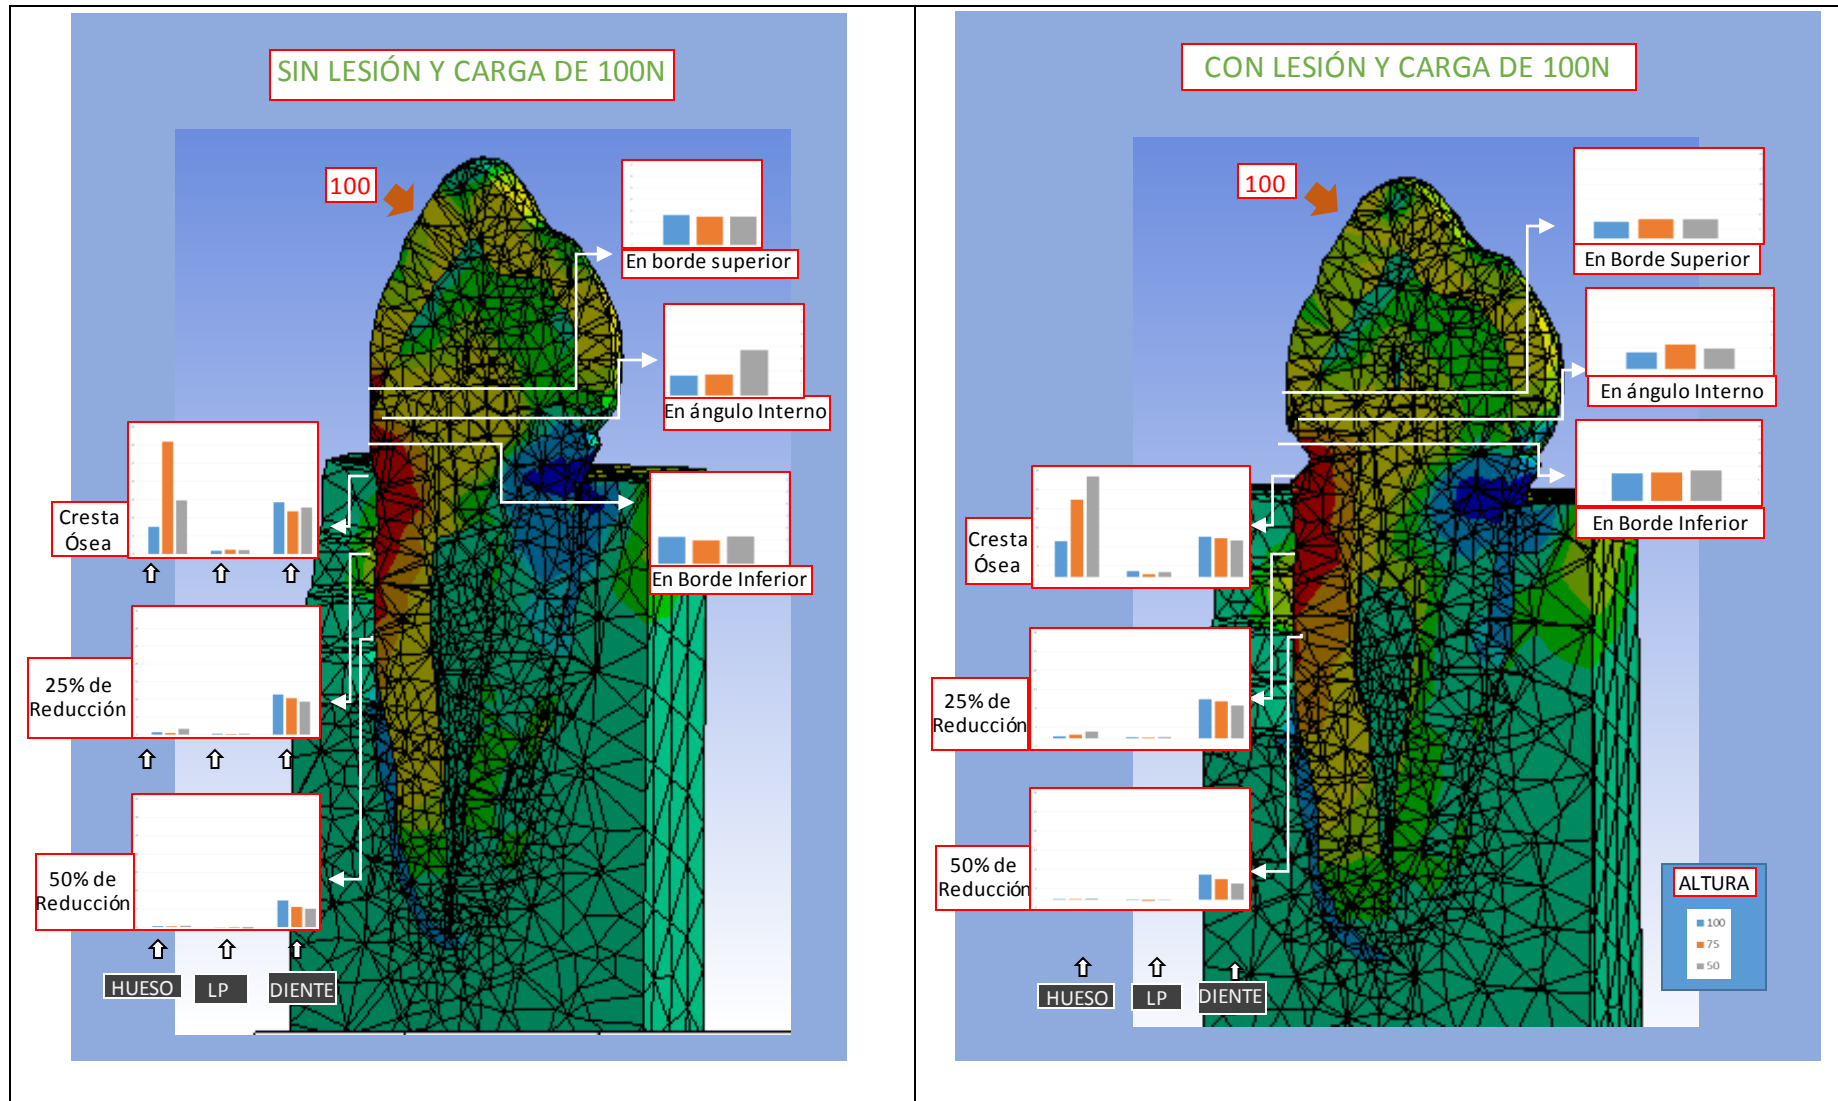 SIN LESIÓN Y CARGA DE 100N
100
En borde superior
En ángulo Interno
En Borde Inferior
Cresta
Ósea
25% de
Reducción
50% de
Reducción
HUESO
LP
DIENTE
CON LESIÓN Y CARGA DE 100N
100
En Borde Superior
En ángulo Interno
En Borde Inferior
Cresta
Ósea
25% de
Reducción
50% de
Reducción
HUESO
LP
DIENTE
ALTURA
100
75
50